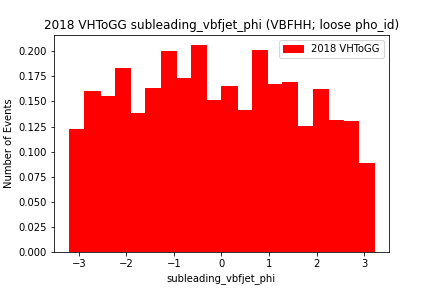 2018 VHToGG subleading_vbfjet_phi (VBFHH; loose pho_id)
2018 VHToGG
0.200
0.175
0.150
0.125
0.100
0.075
0.050
0.025
0.000
Number of Events
−3 −2 −1 0 1 2 3
subleading_vbfjet_phi